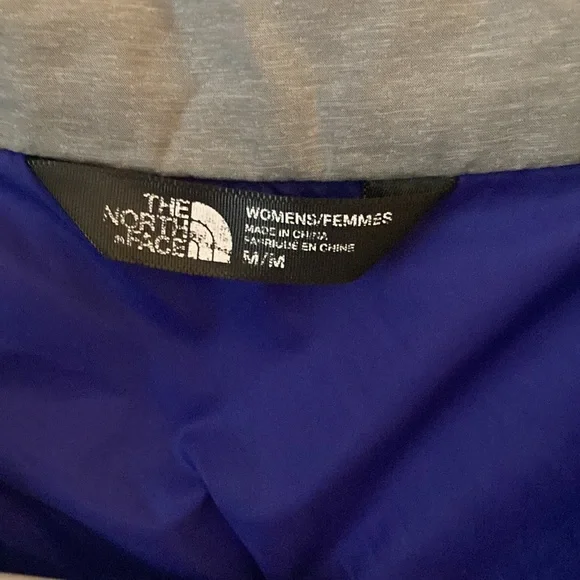 THE
NORTH
FACE
WOMENS/FEMMES
MADE IN CHINA
FABRIQUE EN CHINE
M/M